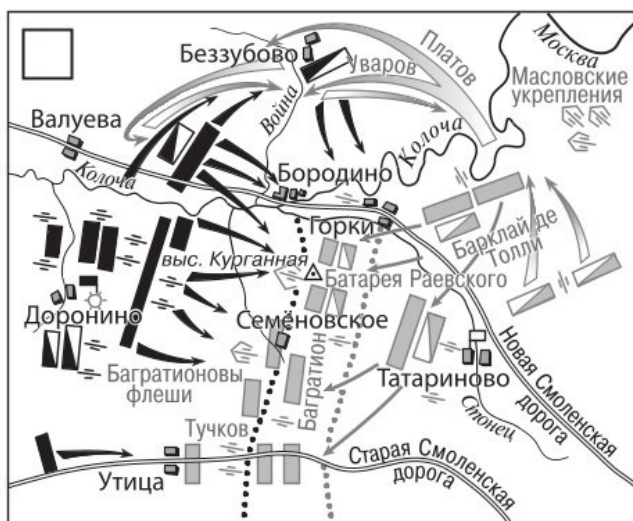 Беззубово
Уваров
Платов
Москва
Масловские
укрепления
Война
Валуева
Колоча
Колоча
Бородино
Горки
Барклай де
Толли
выс. Курганная
Батарея Раевского
Доронино
Семёновское
Багратионовы
флеши
Багратион
Татариново
Новая Смоленская
дорога
Стонец
Тучков
Утица
Старая Смоленская
дорога